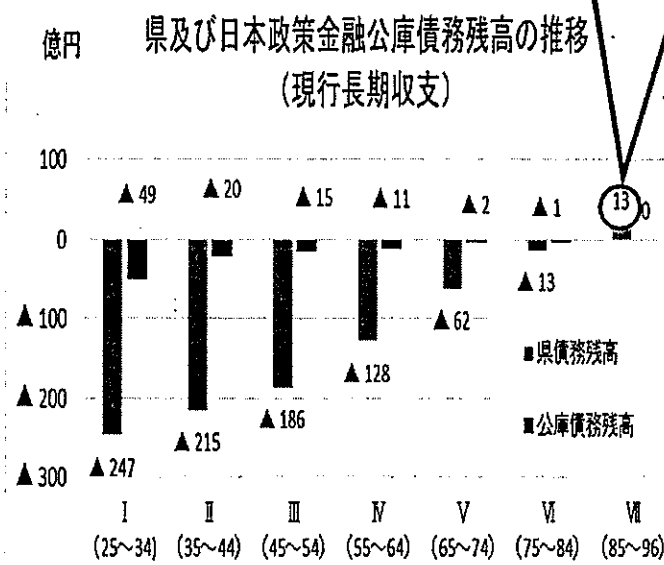 億円
県及び日本政策金融公庫債務残高の推移
（現行長期収支）
100
0
▲ 100
▲ 200
▲ 300
▲ 49
▲ 20
▲ 15
▲ 11
▲ 2
▲ 1
13
0
▲ 247
▲ 215
▲ 186
▲ 128
▲ 62
▲ 13
■県債務残高
■公庫債務残高
Ⅰ Ⅱ Ⅲ Ⅳ Ⅴ Ⅵ Ⅶ
(25～34) (35～44) (45～54) (55～64) (65～74) (75～84) (85～96)